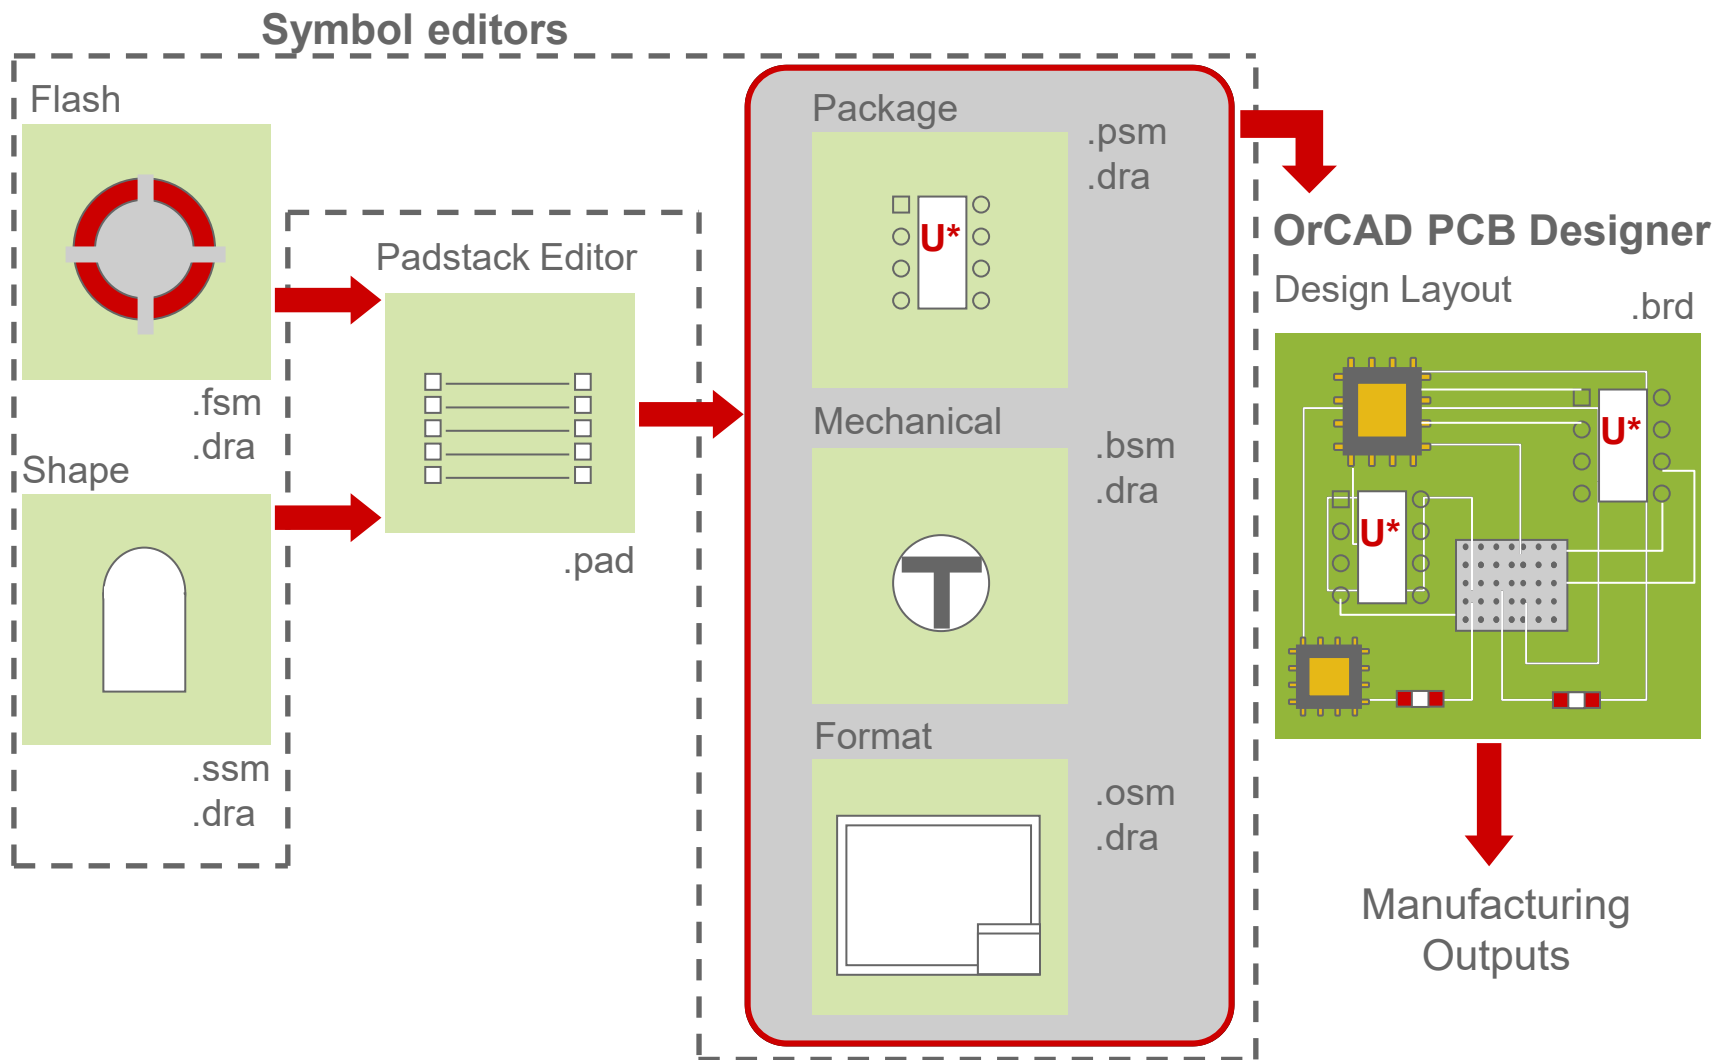 Symbol editors
Flash
.fsm
.dra
Shape
.ssm
.dra
Padstack Editor
.pad
Package
.psm
.dra
U*
Mechanical
.bsm
.dra
Format
.osm
.dra
OrCAD PCB Designer
Design Layout
.brd
U*
U*
Manufacturing
Outputs